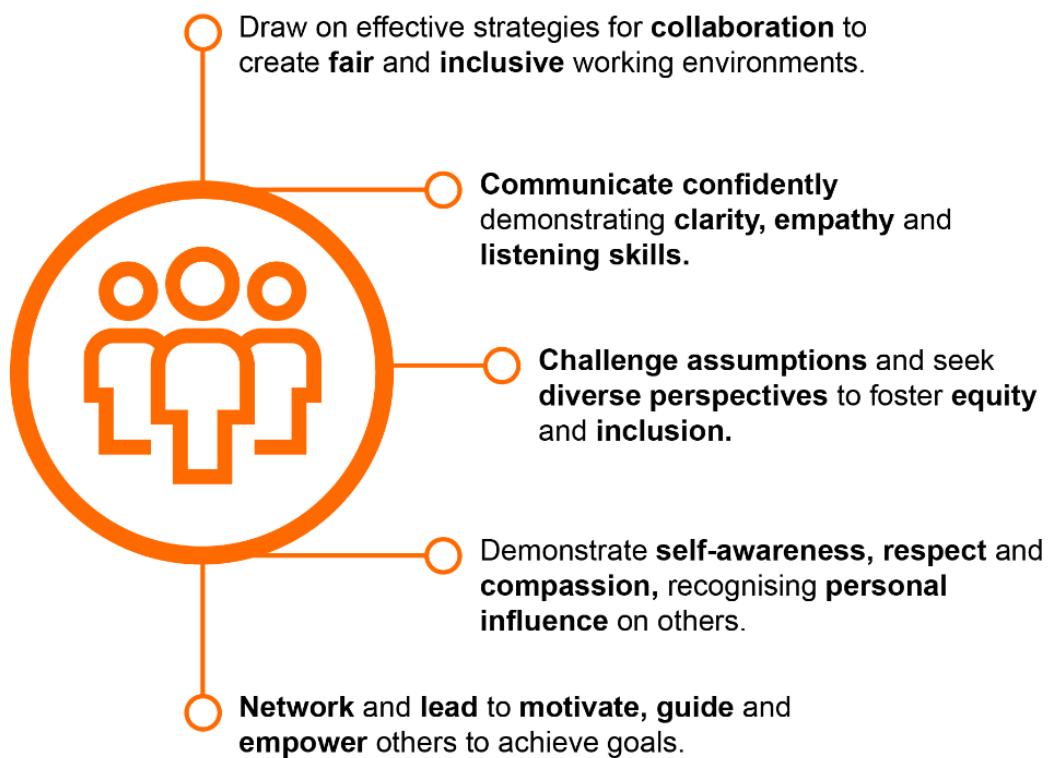 Draw on effective strategies for collaboration to
create fair and inclusive working environments.
Communicate confidently
demonstrating clarity, empathy and
listening skills.
Challenge assumptions and seek
diverse perspectives to foster equity
and inclusion.
Demonstrate self-awareness, respect and
compassion, recognising personal
influence on others.
Network and lead to motivate, guide and
empower others to achieve goals.